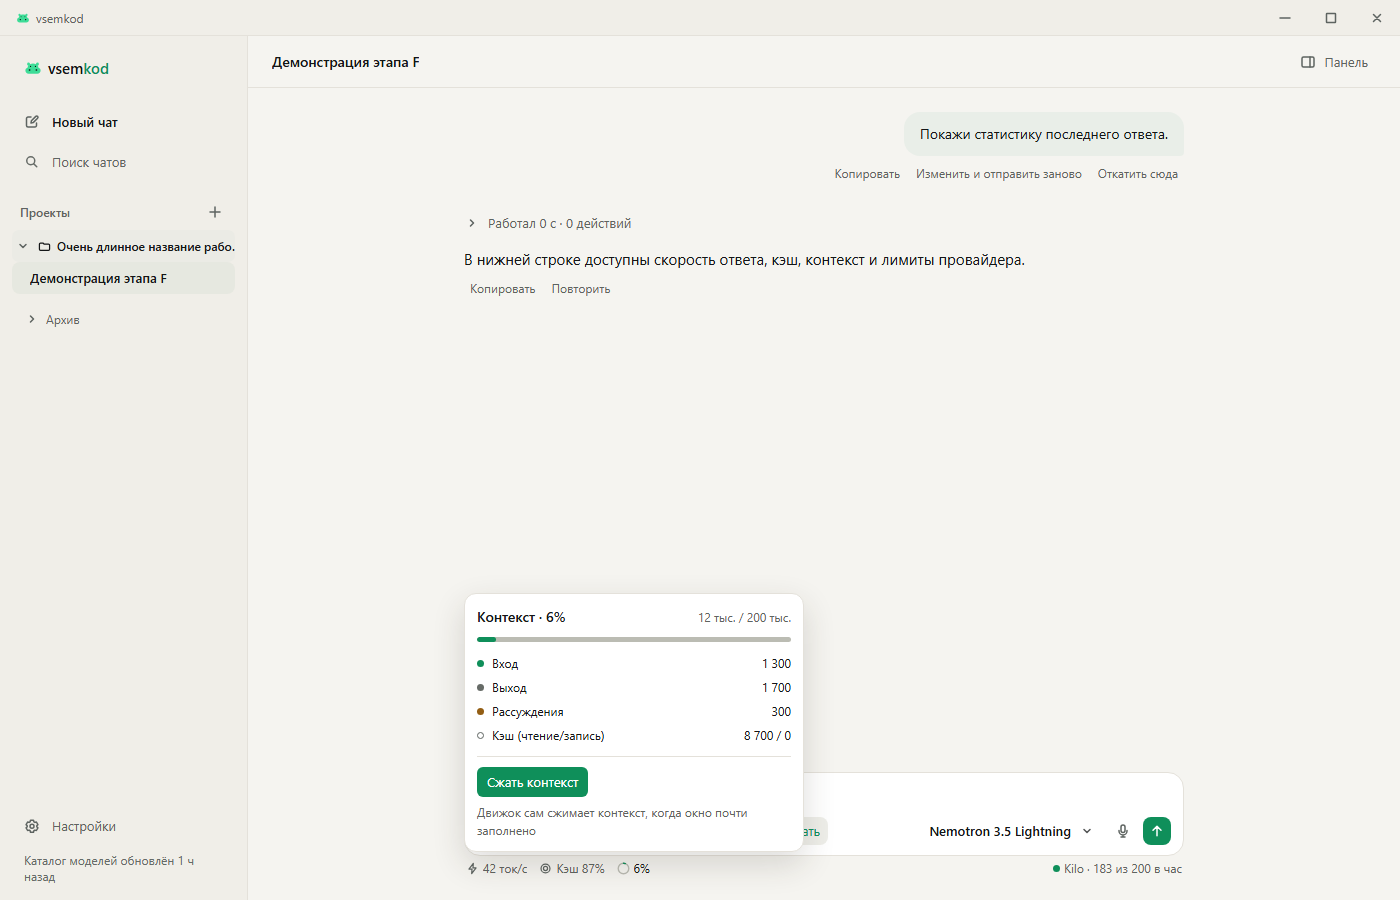 vsemkod
vsemkod
Новый чат
Поиск чатов
Проекты
Очень длинное название рабо.
Демонстрация этапа F
Архив
Настройки
Каталог моделей обновлён 1 ч
назад
Демонстрация этапа F
Панель
Покажи статистику последнего ответа.
Копировать Изменить и отправить заново Откатить сюда
Работал 0 с · 0 действий
В нижней строке доступны скорость ответа, кэш, контекст и лимиты провайдера.
Копировать Повторить
Контекст · 6% 12 тыс. / 200 тыс.
Вход 1 300
Выход 1 700
Рассуждения 300
Кэш (чтение/запись) 8 700 / 0
Сжать контекст
Движок сам сжимает контекст, когда окно почти
заполнено
ать
Nemotron 3.5 Lightning
42 ток/с Кэш 87% 6%
Kilo · 183 из 200 в час